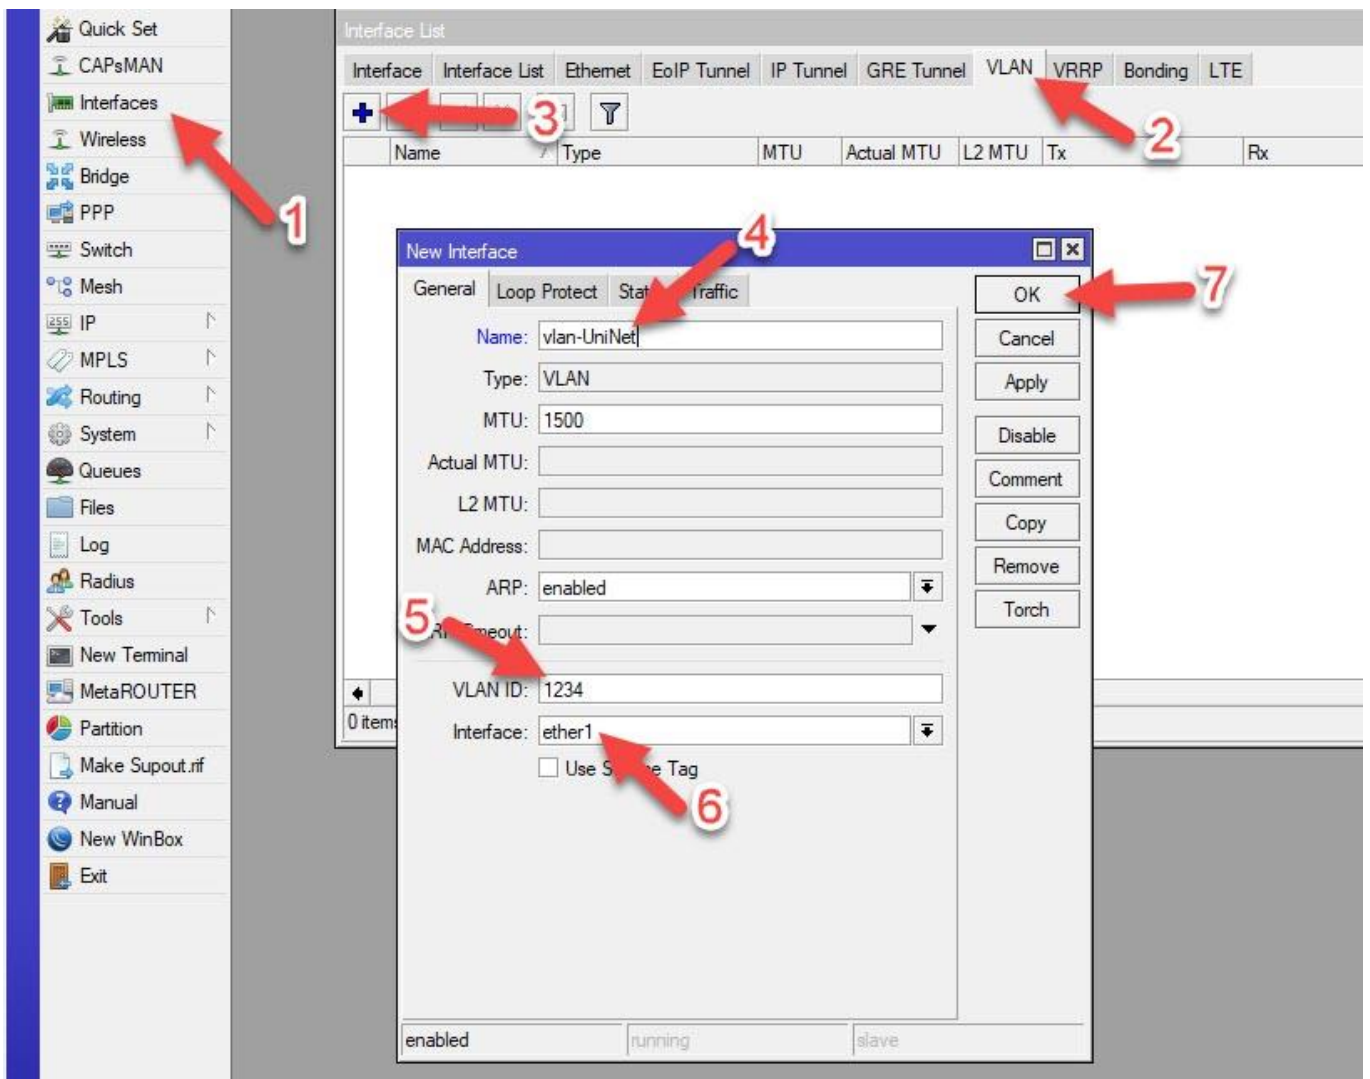 Quick Set
CAPsMAN
Interfaces
Wireless
Bridge
PPP
Switch
Mesh
IP
MPLS
Routing
System
Queues
Files
Log
Radius
Tools
New Terminal
MetaROUTER
Partition
Make Supout.rif
Manual
New WinBox
Exit
1
Interface List
Interface Interface List Ethernet EoIP Tunnel IP Tunnel GRE Tunnel VLAN VRRP Bonding LTE
3
2
Name Type MTU Actual MTU L2 MTU Tx Rx
New Interface
4
General Loop Protect Traffic
Name: vlan-UniNet
Type: VLAN
MTU: 1500
Actual MTU:
L2 MTU:
MAC Address:
ARP: enabled
5
VLAN ID: 1234
Interface: ether1
Use Tag
6
OK
7
Cancel
Apply
Disable
Comment
Copy
Remove
Torch
0 items
enabled running slave